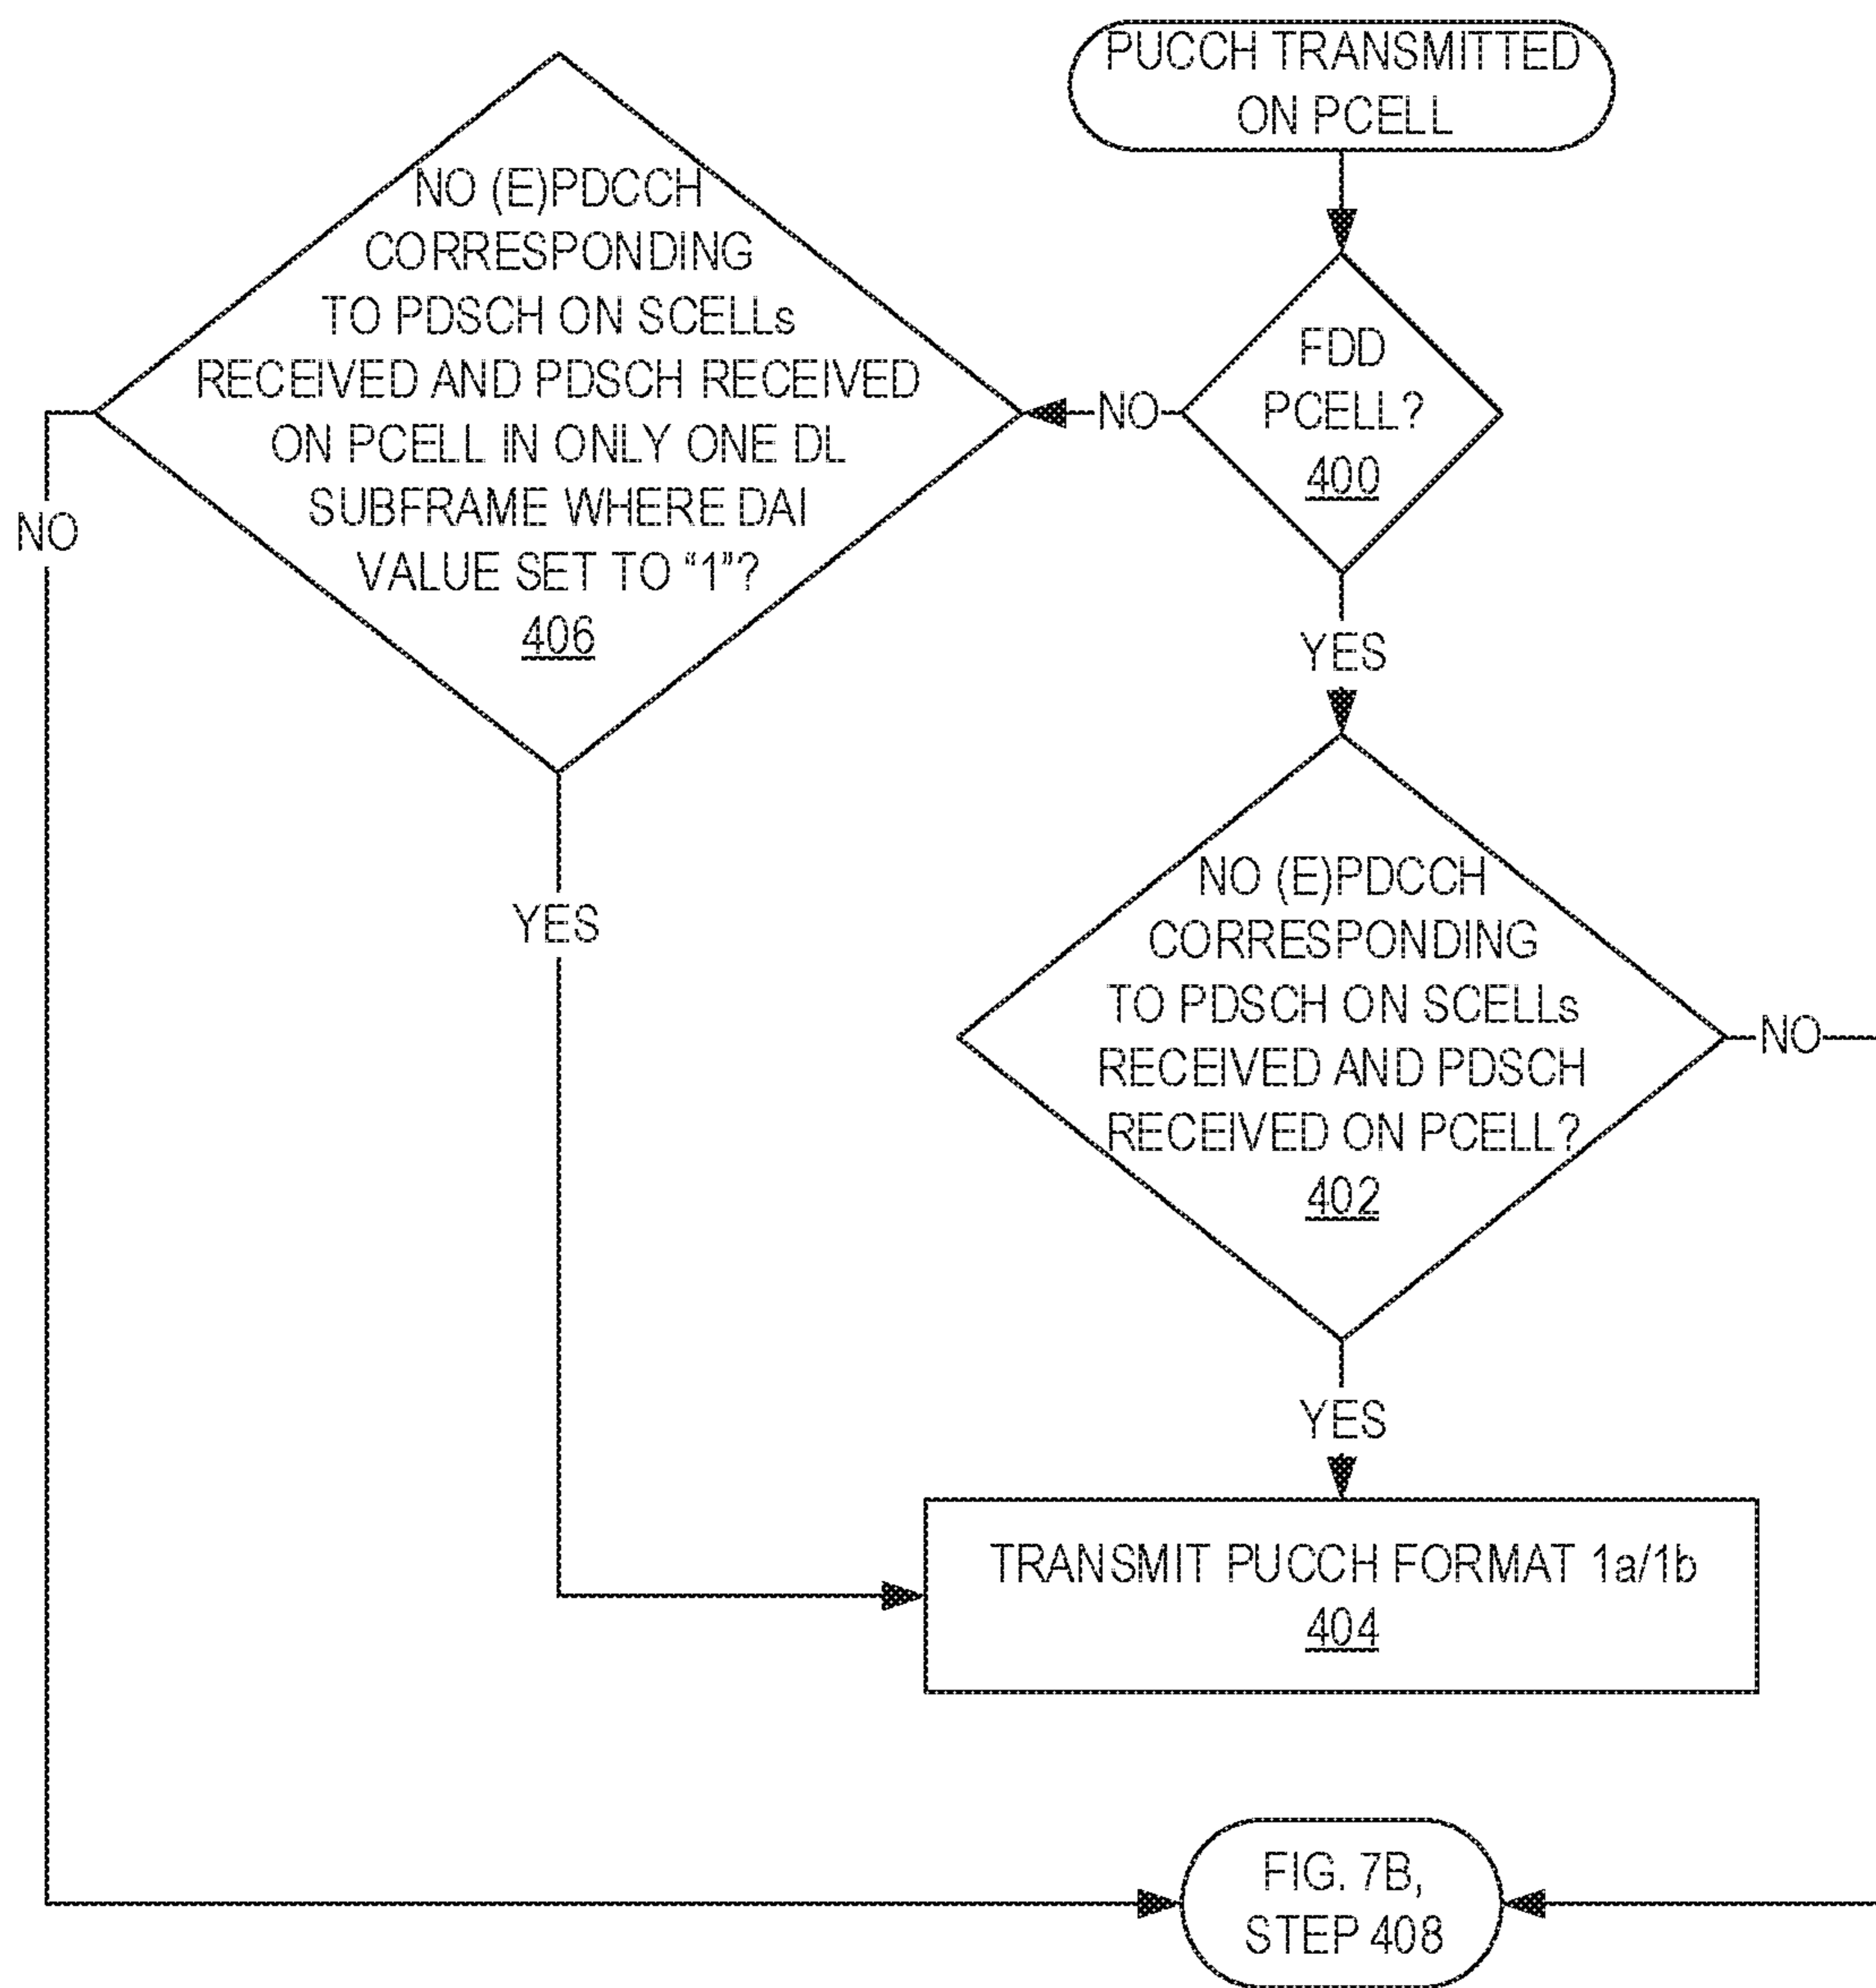 PUCCH TRANSMITTED
ON PCELL
FDD
PCELL?
400
NO
YES
NO (E)PDCCH
CORRESPONDING
TO PDSCH ON SCELLs
RECEIVED AND PDSCH RECEIVED
ON PCELL IN ONLY ONE DL
SUBFRAME WHERE DAI
VALUE SET TO “1”?
406
NO
YES
NO (E)PDCCH
CORRESPONDING
TO PDSCH ON SCELLs
RECEIVED AND PDSCH
RECEIVED ON PCELL?
402
NO
YES
TRANSMIT PUCCH FORMAT 1a/1b
404
FIG. 7B,
STEP 408